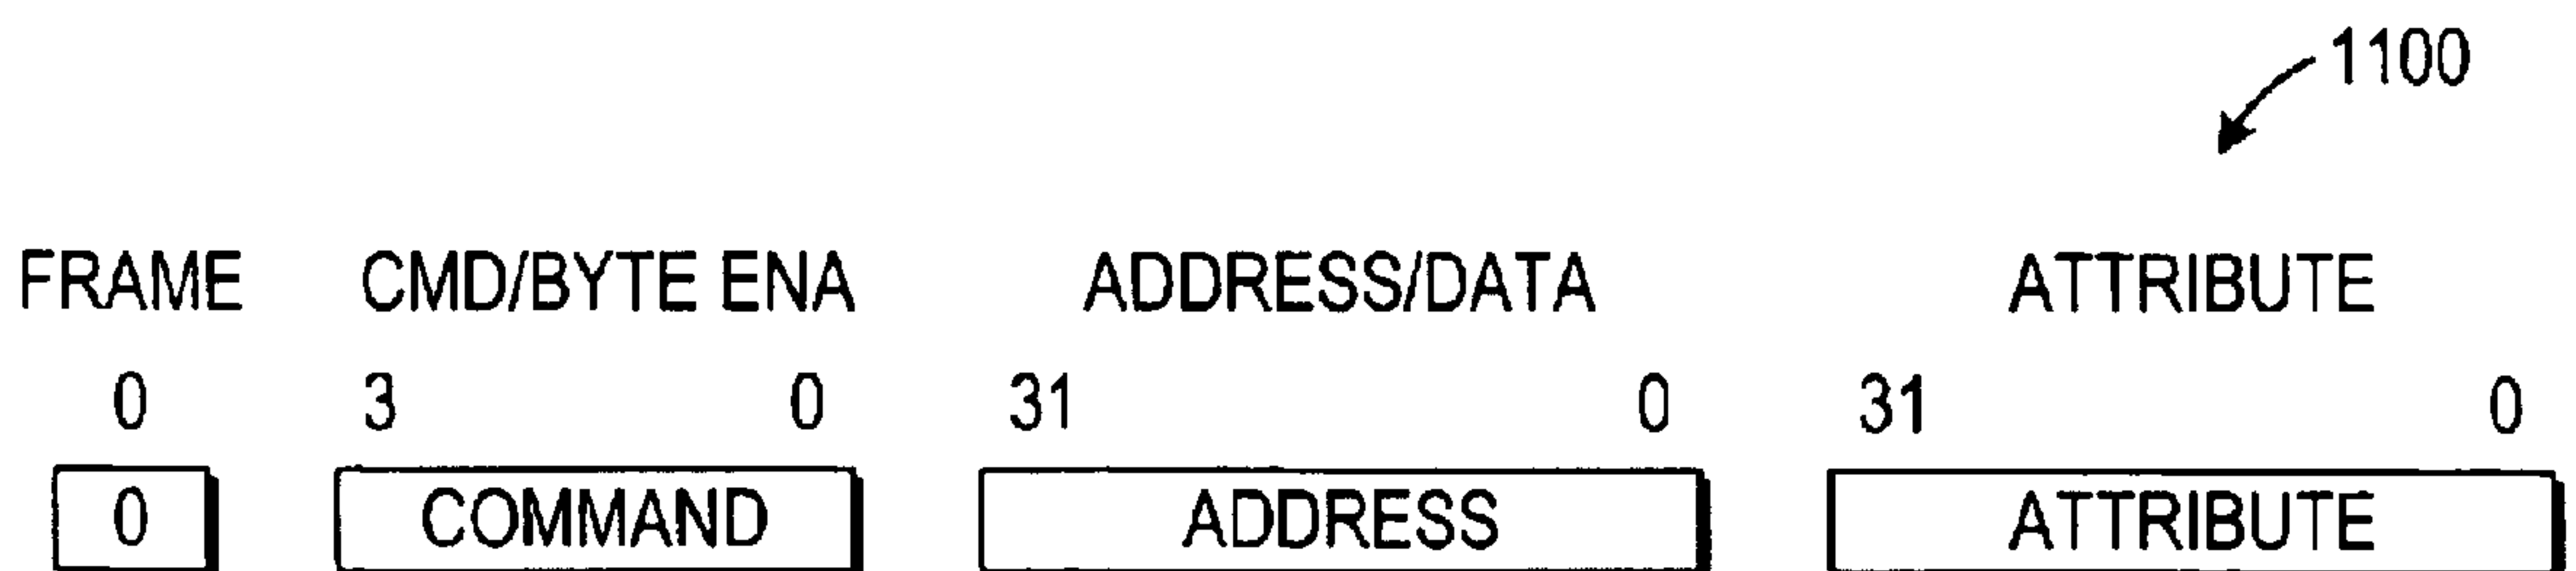 1100
FRAME CMD/BYTE ENA ADDRESS/DATA ATTRIBUTE
0 3 0 31 0 31 0
0 COMMAND ADDRESS ATTRIBUTE